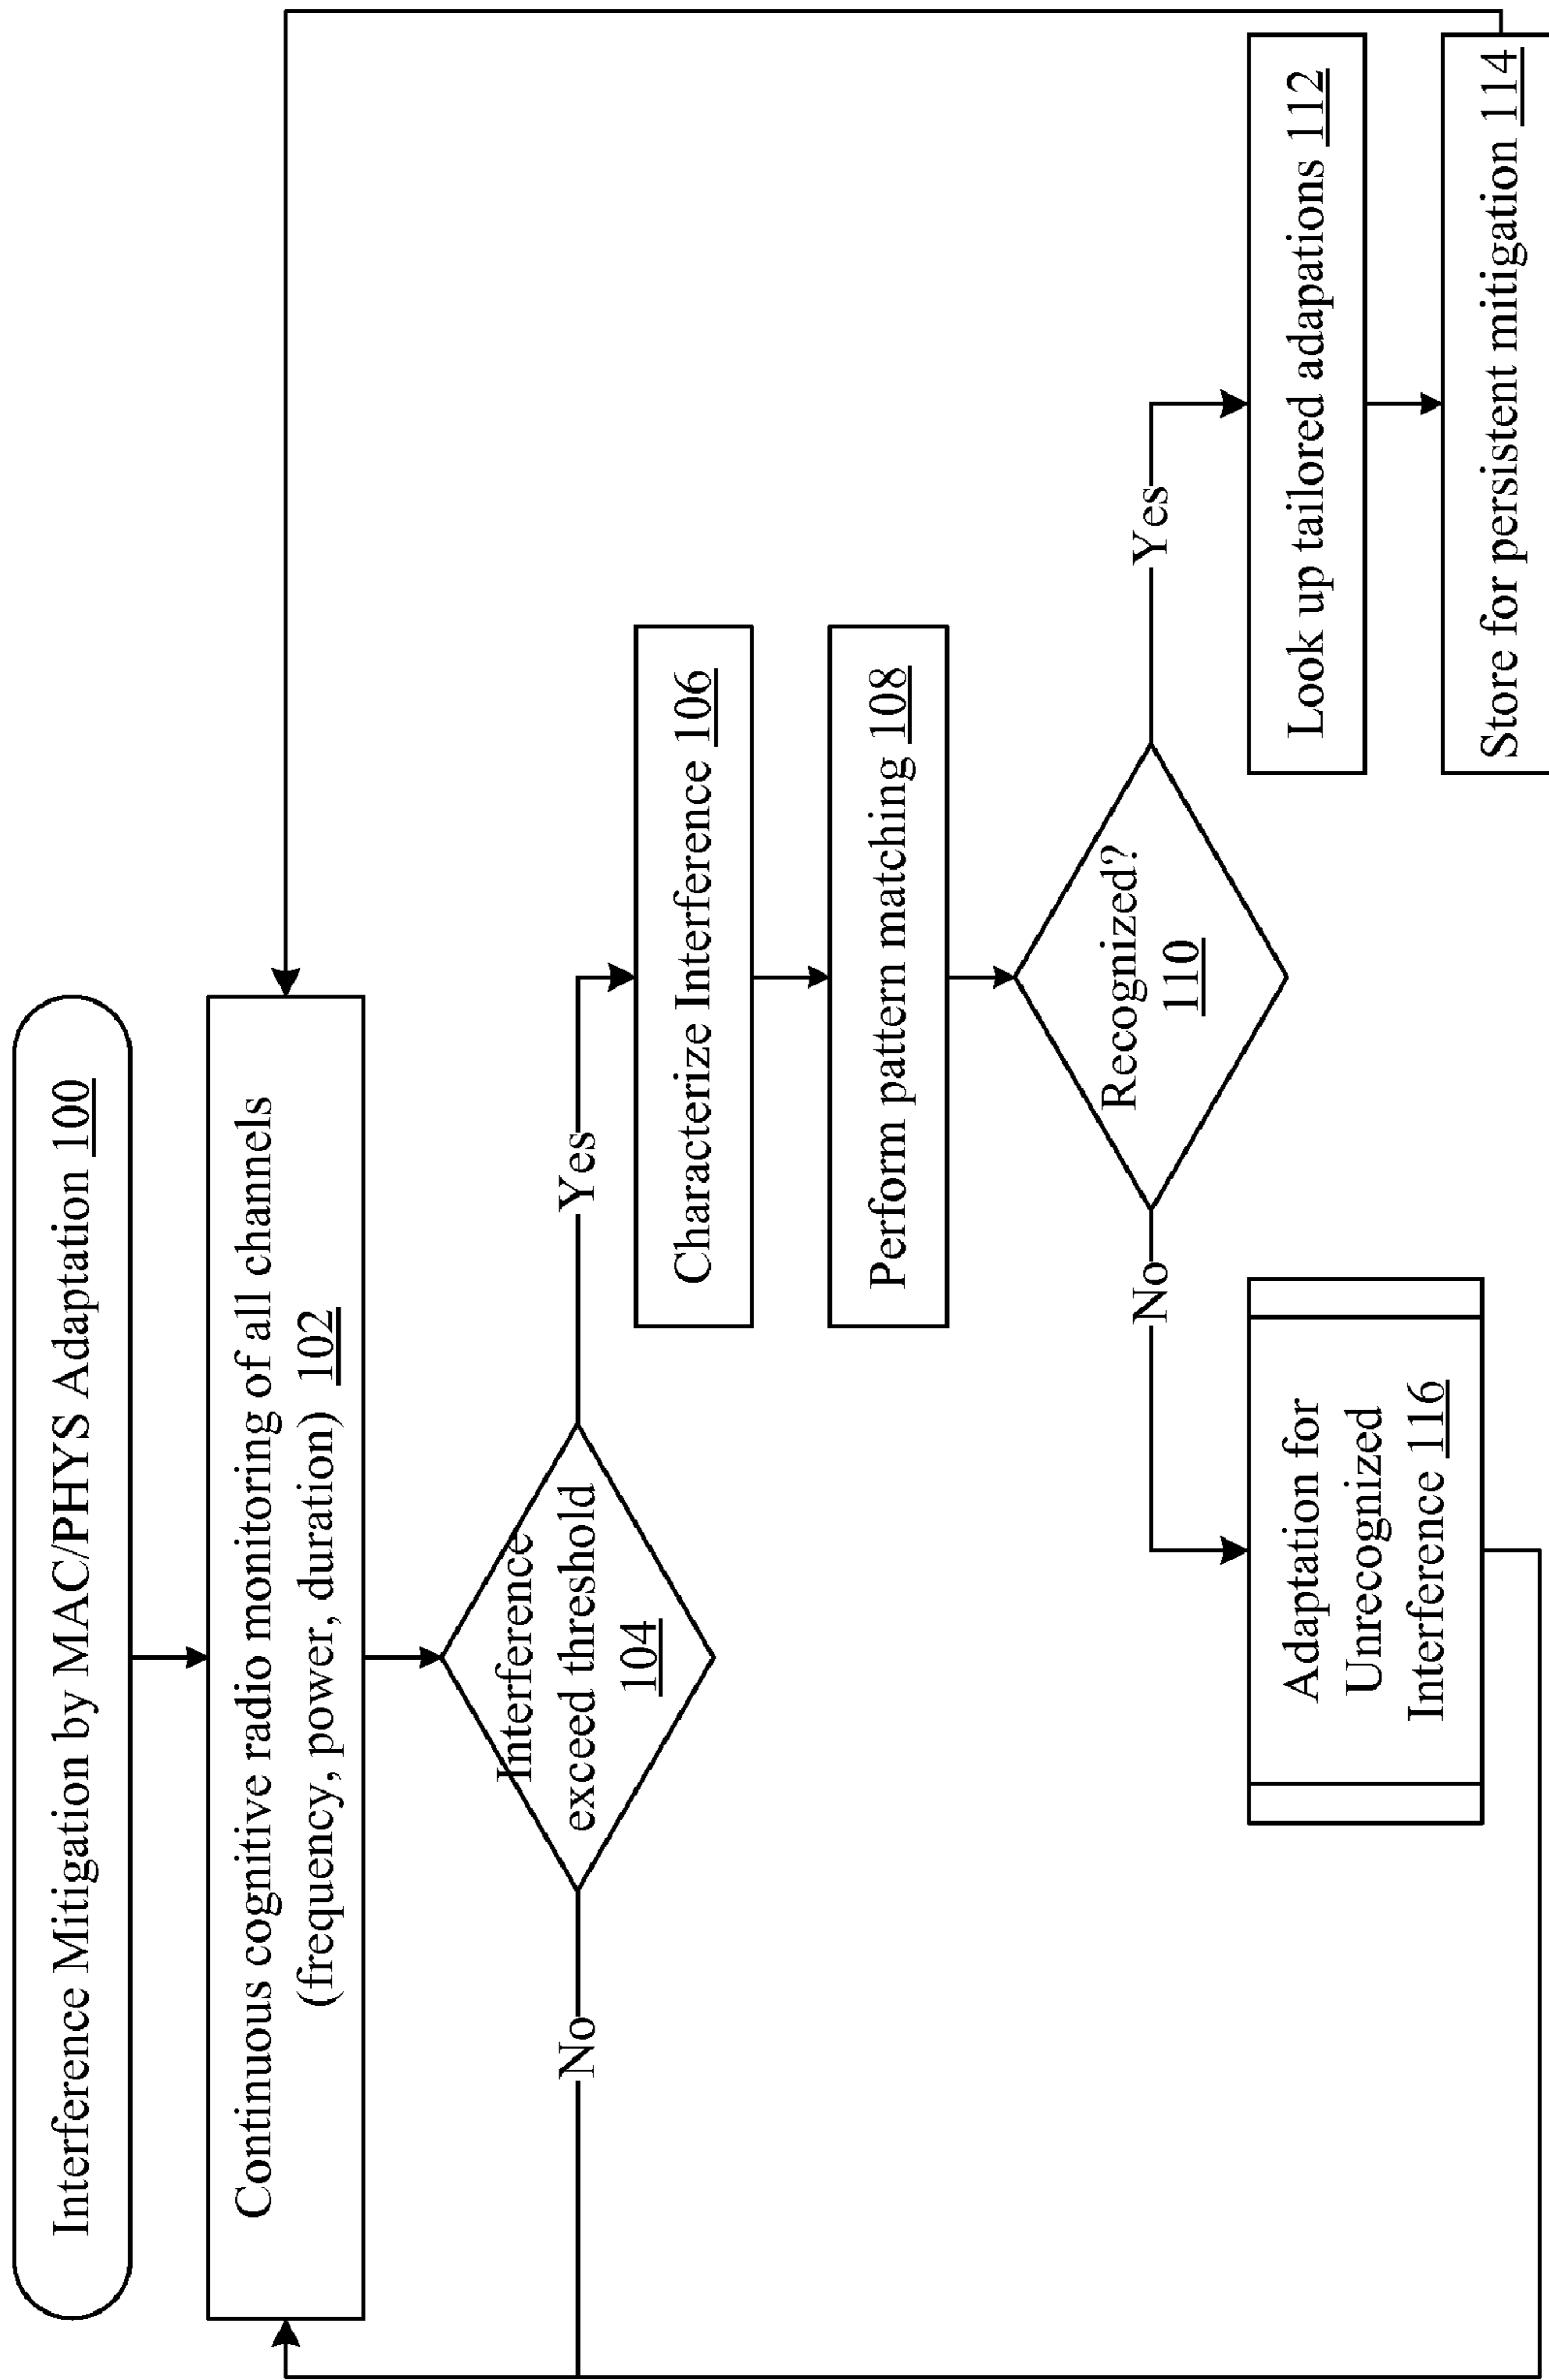 Interference Mitigation by MAC/PHYS Adaptation 100
Continuous cognitive radio monitoring of all channels
(frequency, power, duration) 102
Interference
exceed threshold
104
No
Yes
Characterize Interference 106
Perform pattern matching 108
Recognized?
110
No
Yes
Adaptation for
Unrecognized
Interference 116
Look up tailored adapations 112
Store for persistent mitigation 114